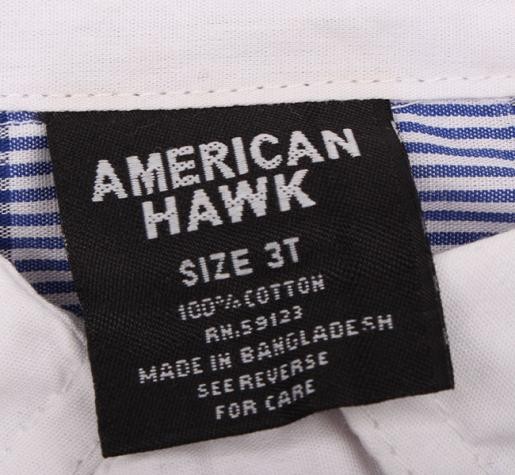 AMERICAN
HAWK
SIZE 3T
100% COTTON
RN.59123
MADE IN BANGLADESH
SEE REVERSE
FOR CARE